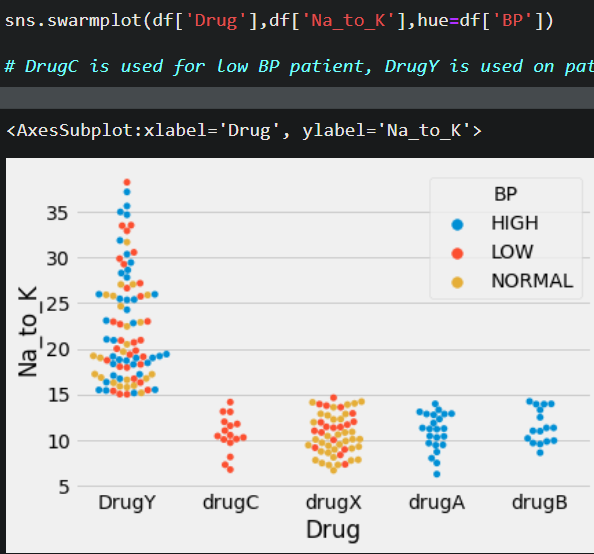 sns.swarmplot(df['Drug'],df['Na_to_K'],hue=df['BP'])
# DrugC is used for low BP patient, DrugY is used on pat
<AxesSubplot:xlabel='Drug', ylabel='Na_to_K'>
BP
HIGH
LOW
NORMAL
Na_to_K
35
30
25
20
15
10
5
DrugY drugC drugX drugA drugB
Drug